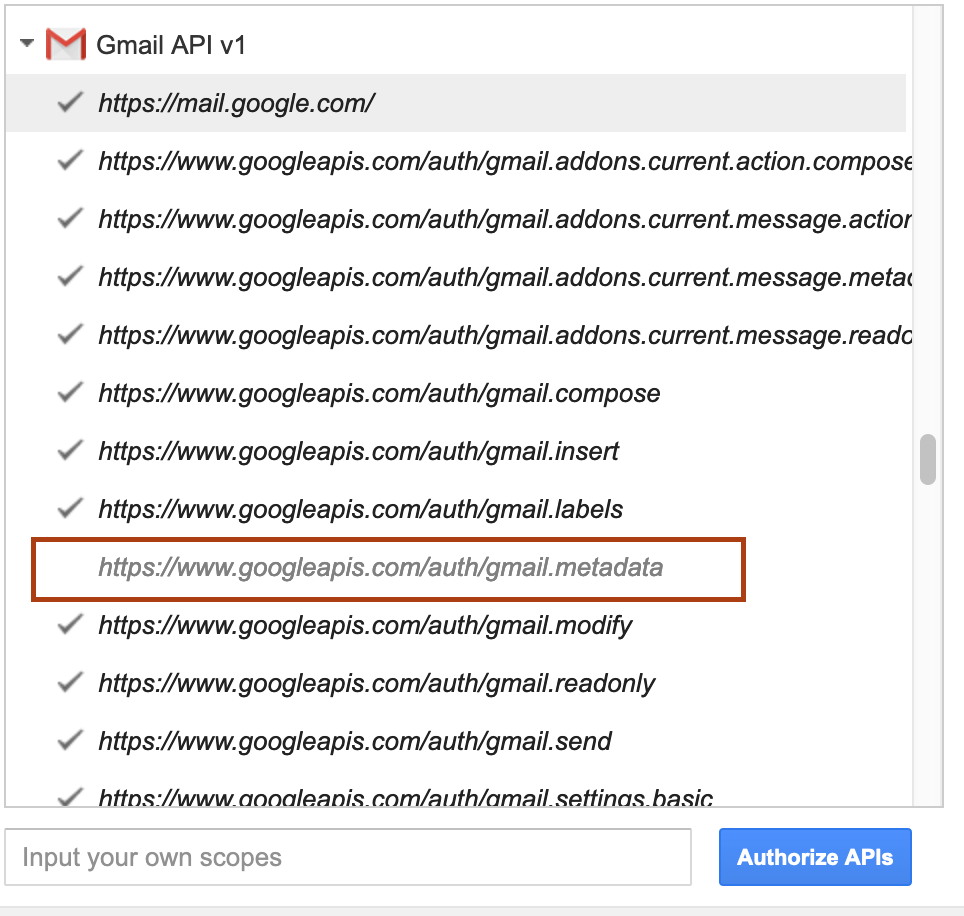 Gmail API v1
https://mail.google.com/
https://www.googleapis.com/auth/gmail.addons.current.action.compose
https://www.googleapis.com/auth/gmail.addons.current.message.action
https://www.googleapis.com/auth/gmail.addons.current.message.metad
https://www.googleapis.com/auth/gmail.addons.current.message.reado
https://www.googleapis.com/auth/gmail.compose
https://www.googleapis.com/auth/gmail.insert
https://www.googleapis.com/auth/gmail.labels
https://www.googleapis.com/auth/gmail.metadata
https://www.googleapis.com/auth/gmail.modify
https://www.googleapis.com/auth/gmail.readonly
https://www.googleapis.com/auth/gmail.send
https://www.googleapis.com/auth/gmail.settings.basic
Input your own scopes
Authorize APIs